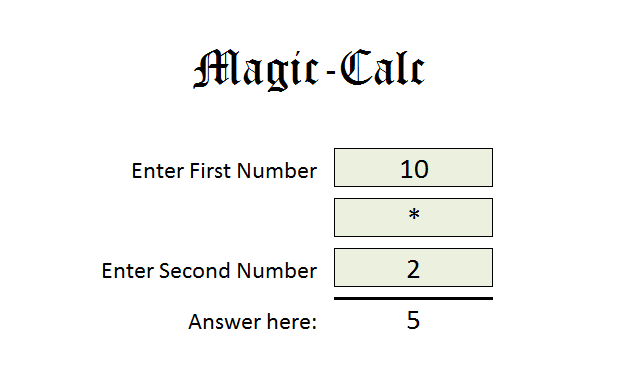 Magic-Calc
Enter First Number 10
*
Enter Second Number 2
Answer here: 5